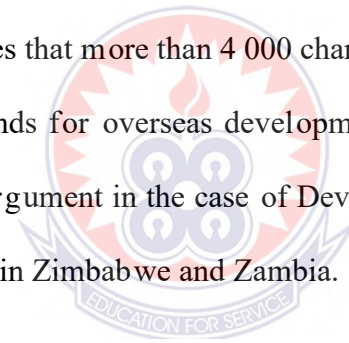 es that more than 4 000 char
nds for overseas developm
rgument in the case of Dev
in Zimbabwe and Zambia.
EDUCATION FOR SERVICE